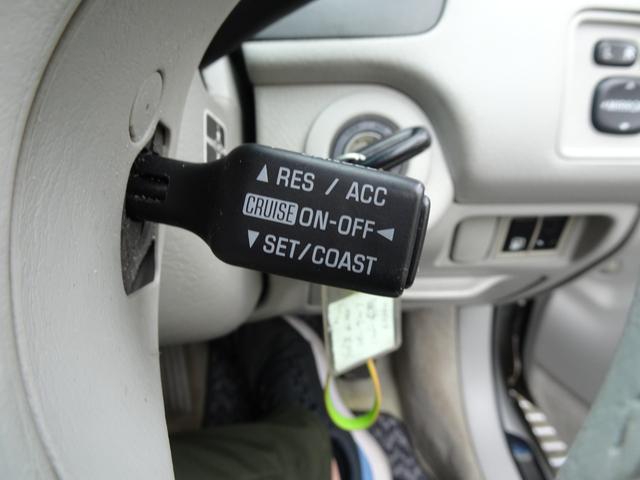 ▲ RES / ACC
CRUISE ON-OFF ◄
▼ SET/COAST